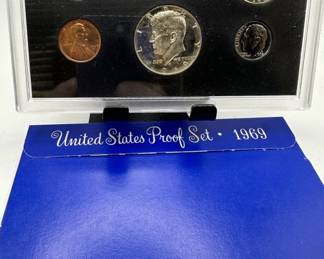 United States Proof Set · 1969